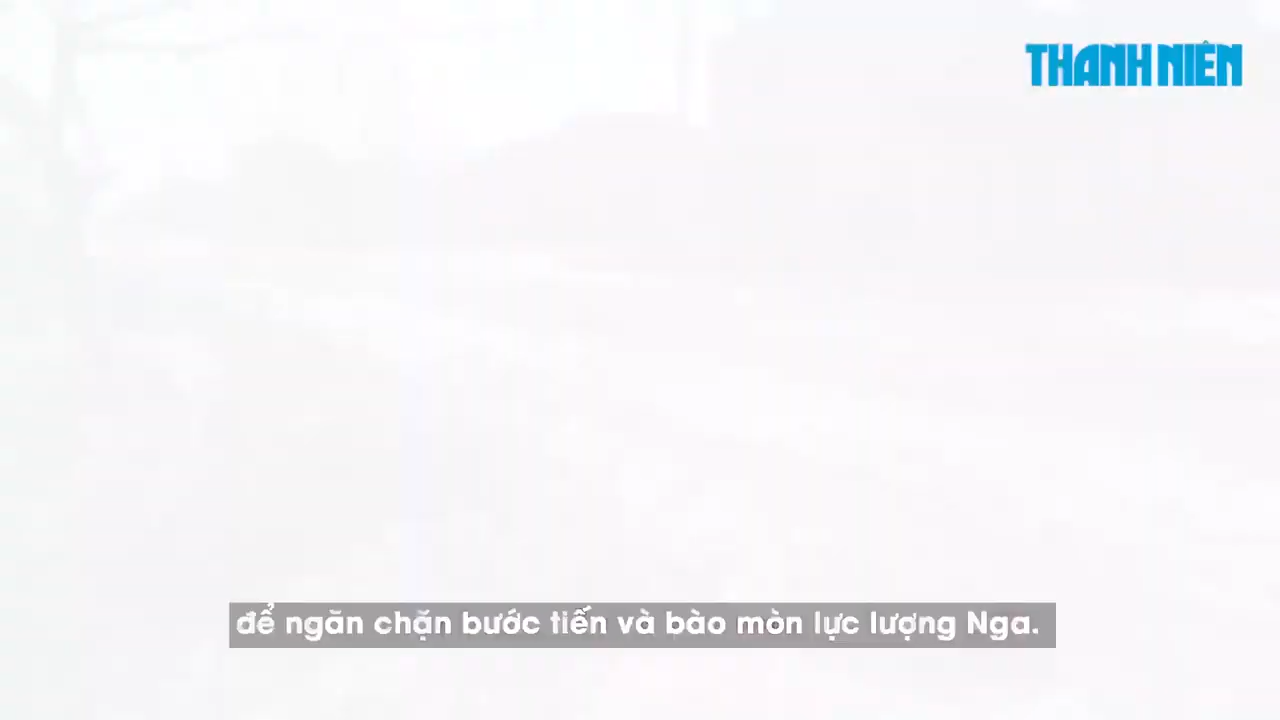 THANH NIÊN
để ngăn chặn bước tiến và bào mòn lực lượng Nga.